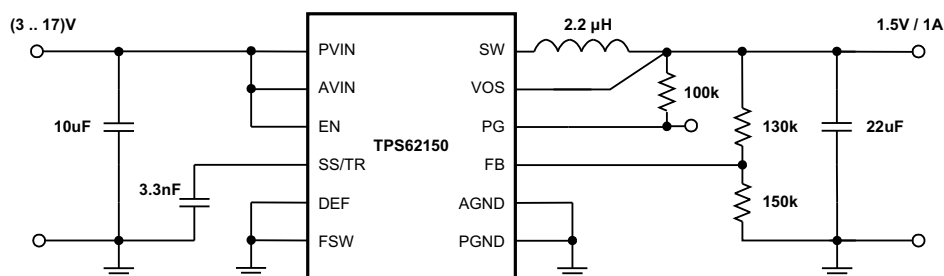 (3 .. 17)V
2.2 µH
1.5V / 1A
PVIN
SW
AVIN
VOS
100k
10uF
EN
PG
130k
22uF
TPS62150
SS/TR
FB
3.3nF
DEF
AGND
150k
FSW
PGND